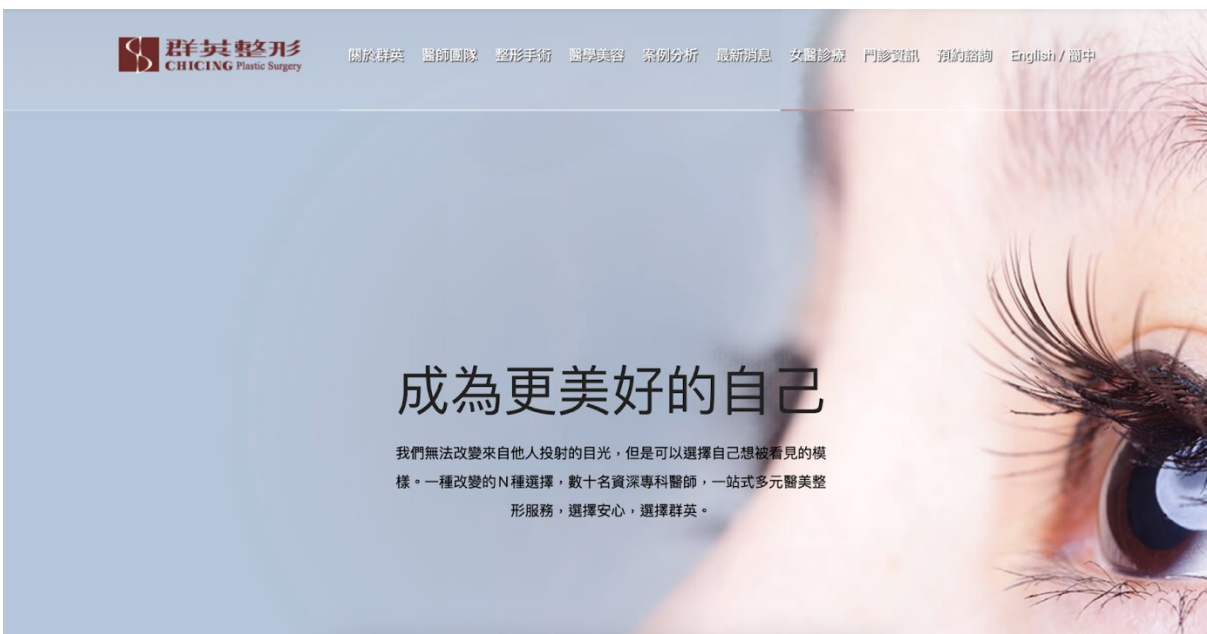 群英整形
CHICING Plastic Surgery
關於群英 醫師團隊 整形手術 醫學美容 案例分析 最新消息 女醫診療 門診資訊 預約諮詢 English / 簡中
成為更美好的自己
我們無法改變來自他人投射的目光，但是可以選擇自己想被看見的模
樣。一種改變的N種選擇，數十名資深專科醫師，一站式多元醫美整
形服務，選擇安心，選擇群英。